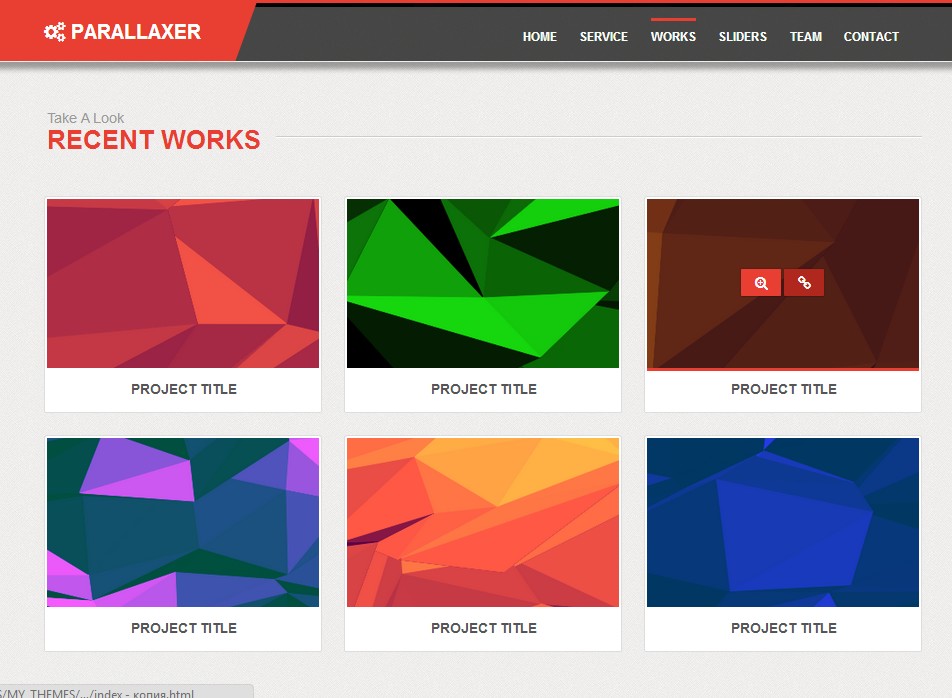 PARALLAXER
HOME SERVICE WORKS SLIDERS TEAM CONTACT
Take A Look
RECENT WORKS
PROJECT TITLE PROJECT TITLE PROJECT TITLE
PROJECT TITLE PROJECT TITLE PROJECT TITLE
/MY_THEMES/.../index - копия.html